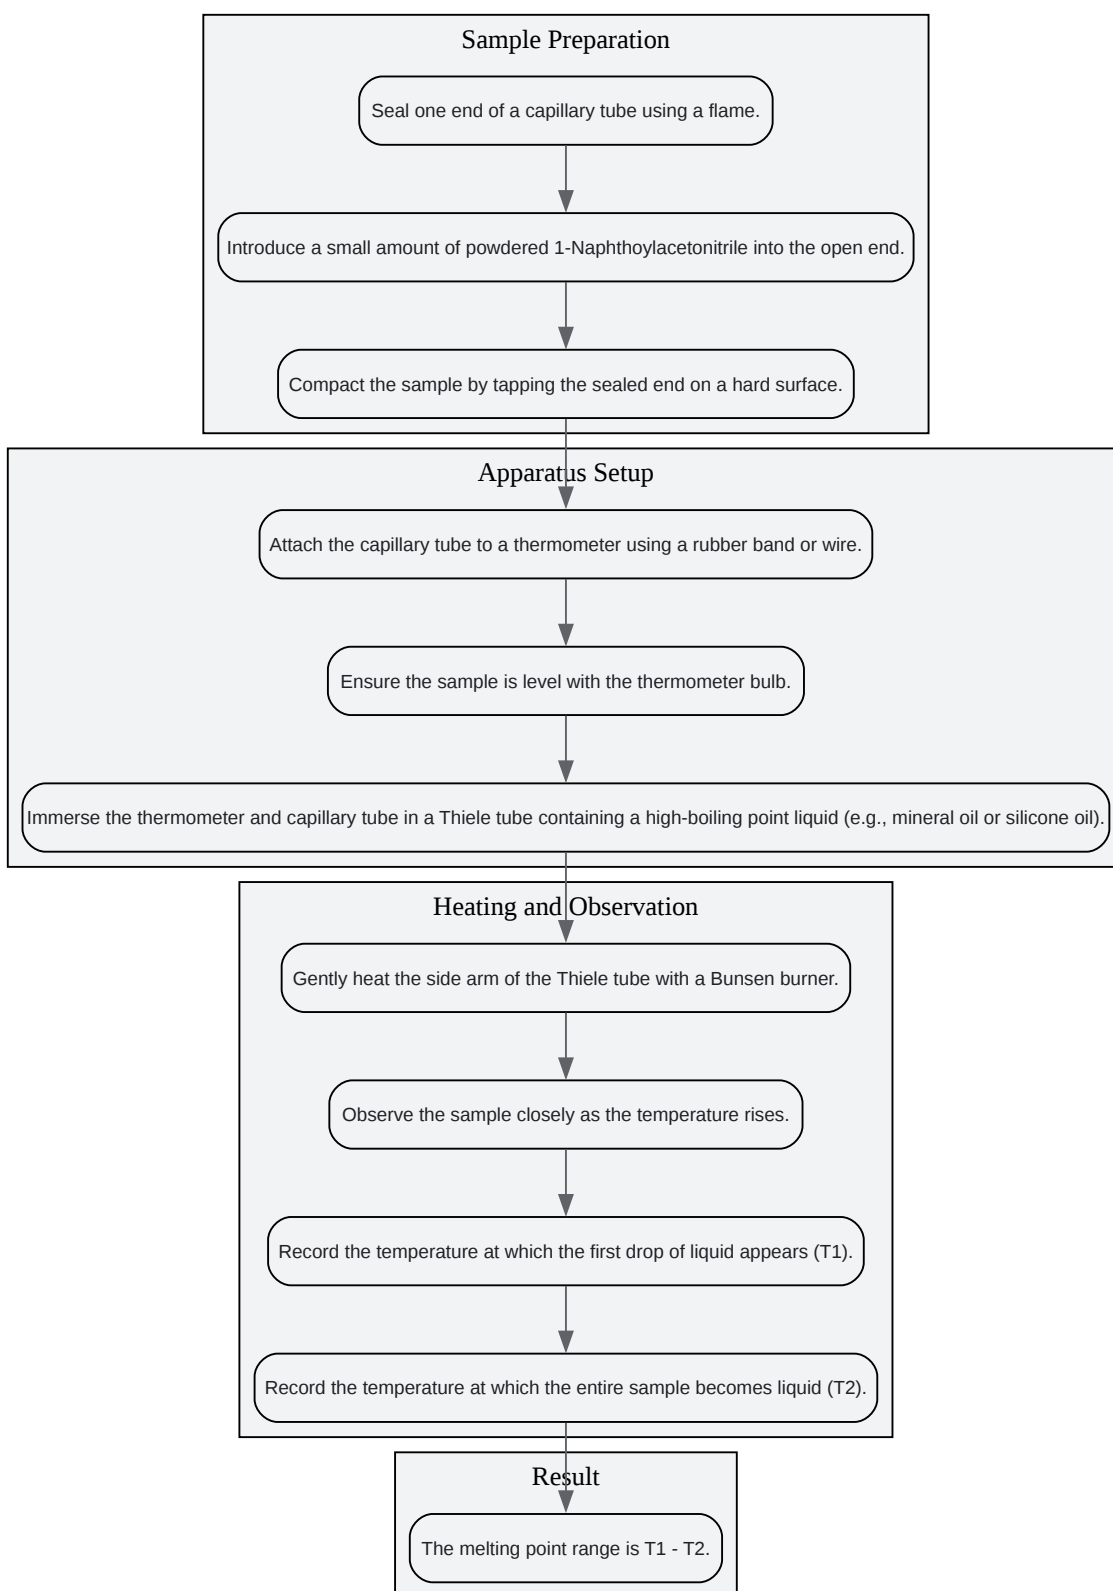 Sample Preparation
Seal one end of a capillary tube using a flame.
Introduce a small amount of powdered 1-Naphthoylacetonitrile into the open end.
Compact the sample by tapping the sealed end on a hard surface.
Apparatus Setup
Attach the capillary tube to a thermometer using a rubber band or wire.
Ensure the sample is level with the thermometer bulb.
Immerse the thermometer and capillary tube in a Thiele tube containing a high-boiling point liquid (e.g., mineral oil or silicone oil).
Heating and Observation
Gently heat the side arm of the Thiele tube with a Bunsen burner.
Observe the sample closely as the temperature rises.
Record the temperature at which the first drop of liquid appears (T1).
Record the temperature at which the entire sample becomes liquid (T2).
Result
The melting point range is T1 - T2.